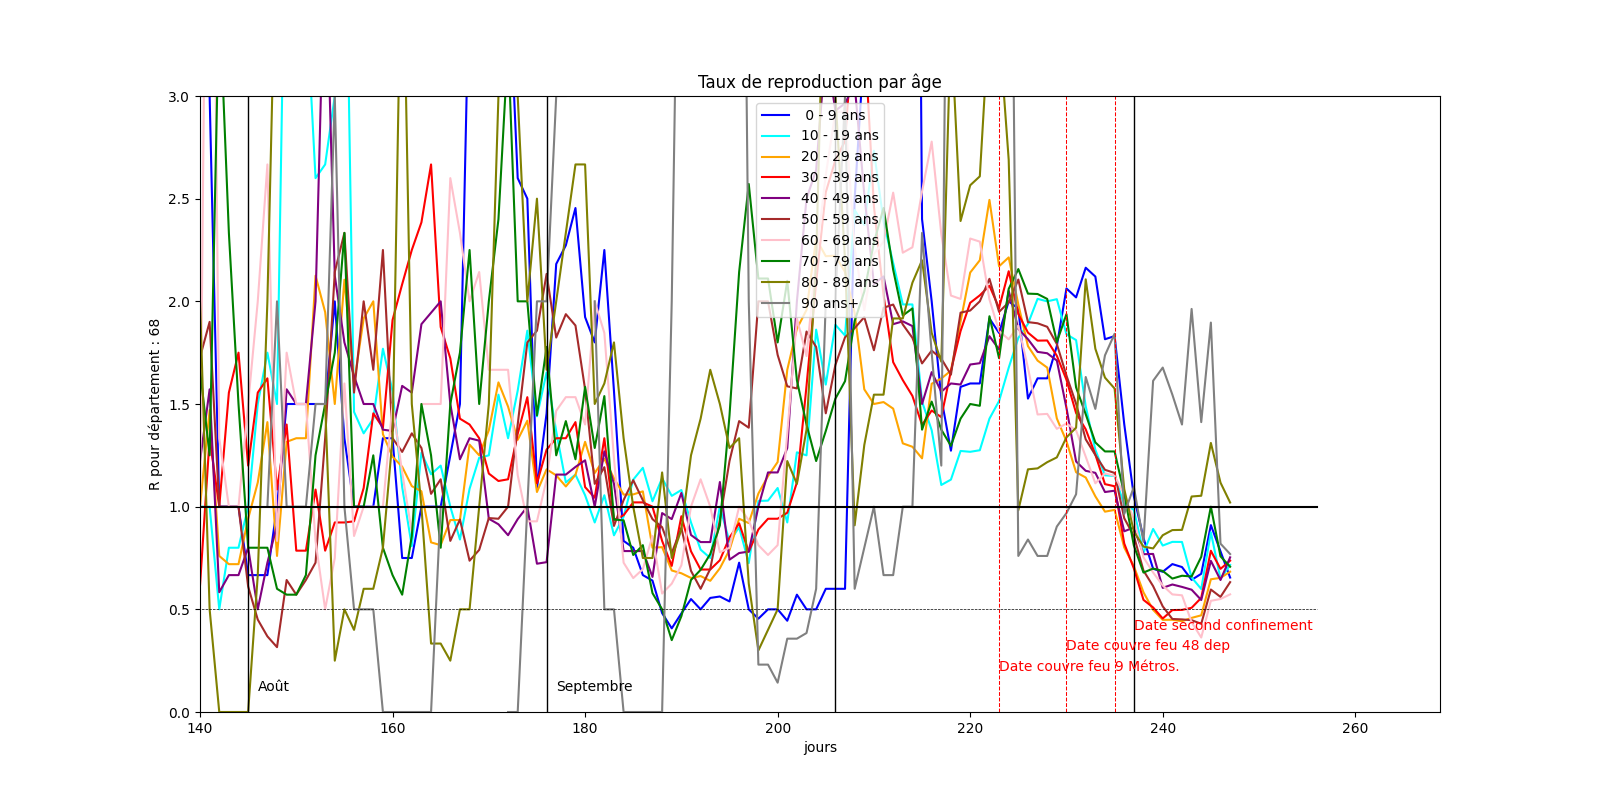 Taux de reproduction par âge
3.0
2.5
2.0
1.5
1.0
0.5
0.0
R pour département : 68
0 - 9 ans
10 - 19 ans
20 - 29 ans
30 - 39 ans
40 - 49 ans
50 - 59 ans
60 - 69 ans
70 - 79 ans
80 - 89 ans
90 ans+
Date second confinement
Date couvre feu 48 dep
Date couvre feu 9 Métros.
Août
Septembre
140
160
180
200
220
240
260
jours